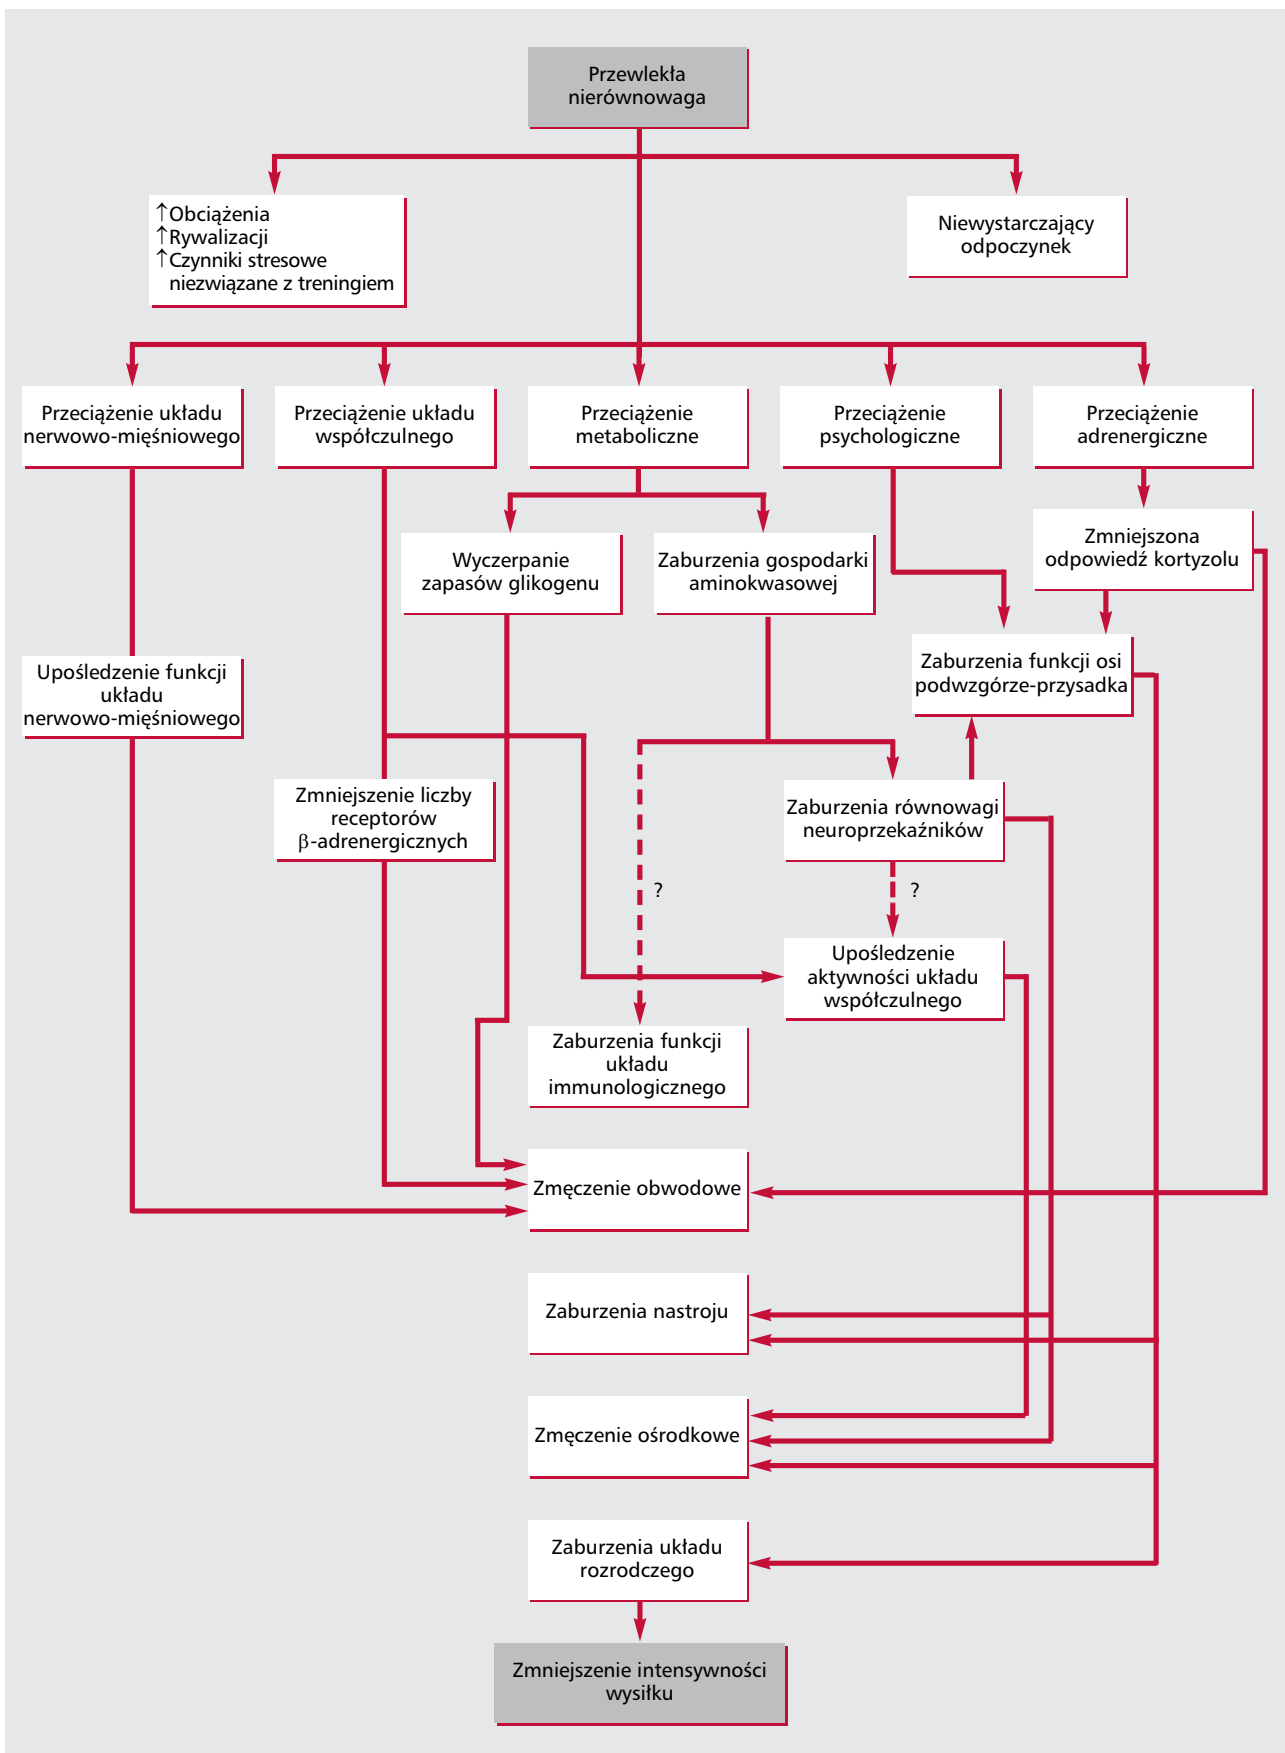 Przewlekła
nierównowaga
↑Obciążenia
↑Rywalizacji
↑Czynniki stresowe
niezwiązane z treningiem
Niewystarczający
odpoczynek
Przeciążenie układu
nerwowo-mięśniowego
Przeciążenie układu
współczulnego
Przeciążenie
metaboliczne
Przeciążenie
psychologiczne
Przeciążenie
adrenergiczne
Wyczerpanie
zapasów glikogenu
Zaburzenia gospodarki
aminokwasowej
Zmniejszona
odpowiedź kortyzolu
Upośledzenie funkcji
układu
nerwowo-mięśniowego
Zaburzenia funkcji osi
podwzgórze-przysadka
Zmniejszenie liczby
receptorów
β-adrenergicznych
Zaburzenia równowagi
neuroprzekaźników
?
?
Upośledzenie
aktywności układu
współczulnego
Zaburzenia funkcji
układu
immunologicznego
Zmęczenie obwodowe
Zaburzenia nastroju
Zmęczenie ośrodkowe
Zaburzenia układu
rozrodczego
Zmniejszenie intensywności
wysiłku